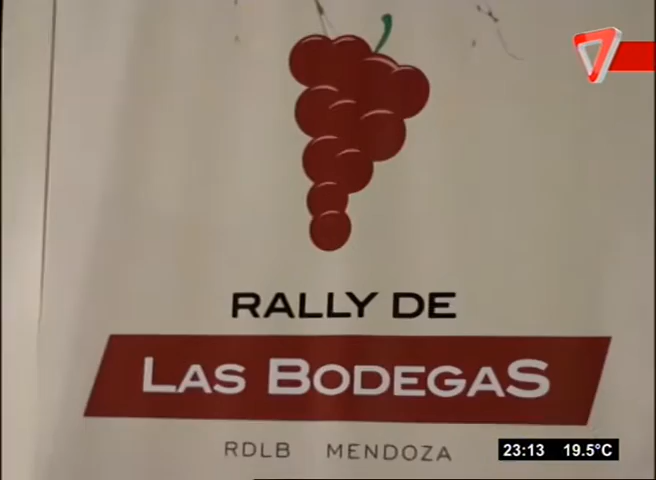 RALLY DE
LAS BODEGAS
RDLB MENDOZA
23:13 19.5°C